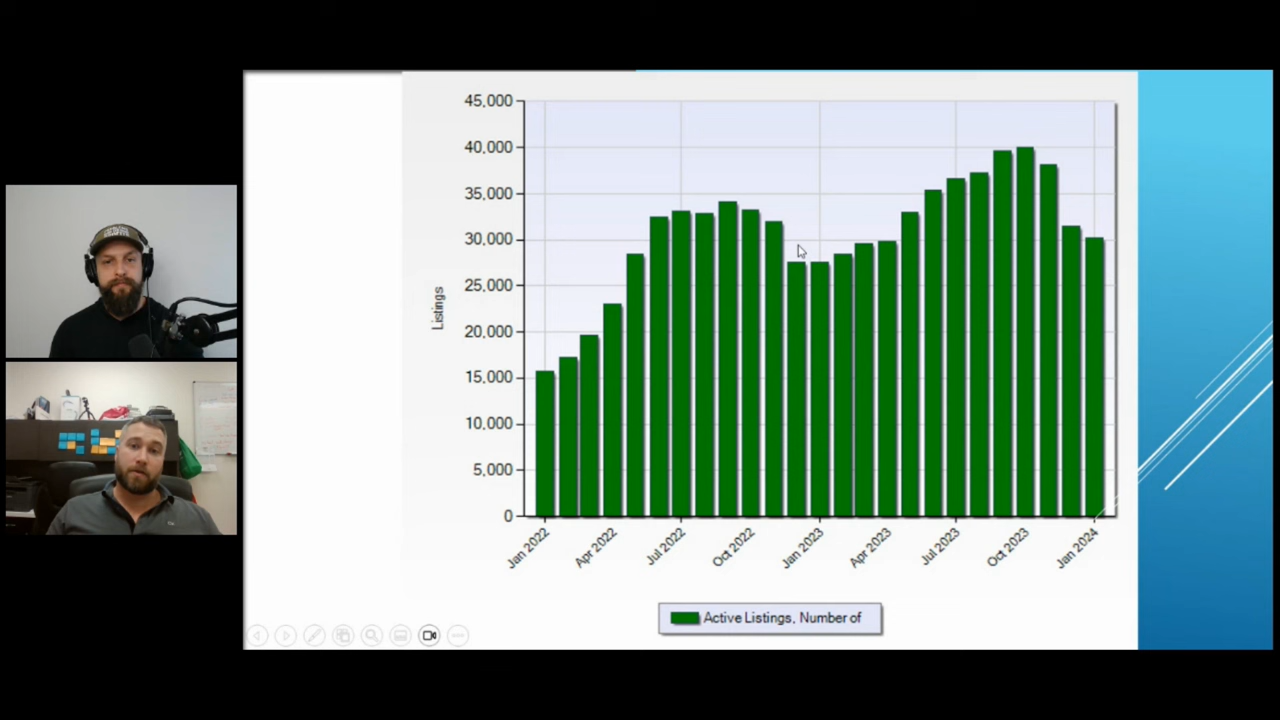 45,000
40,000
35,000
30,000
25,000
20,000
15,000
10,000
5,000
0
Listings
Jan 2022
Apr 2022
Jul 2022
Oct 2022
Jan 2023
Apr 2023
Jul 2023
Oct 2023
Jan 2024
Active Listings, Number of